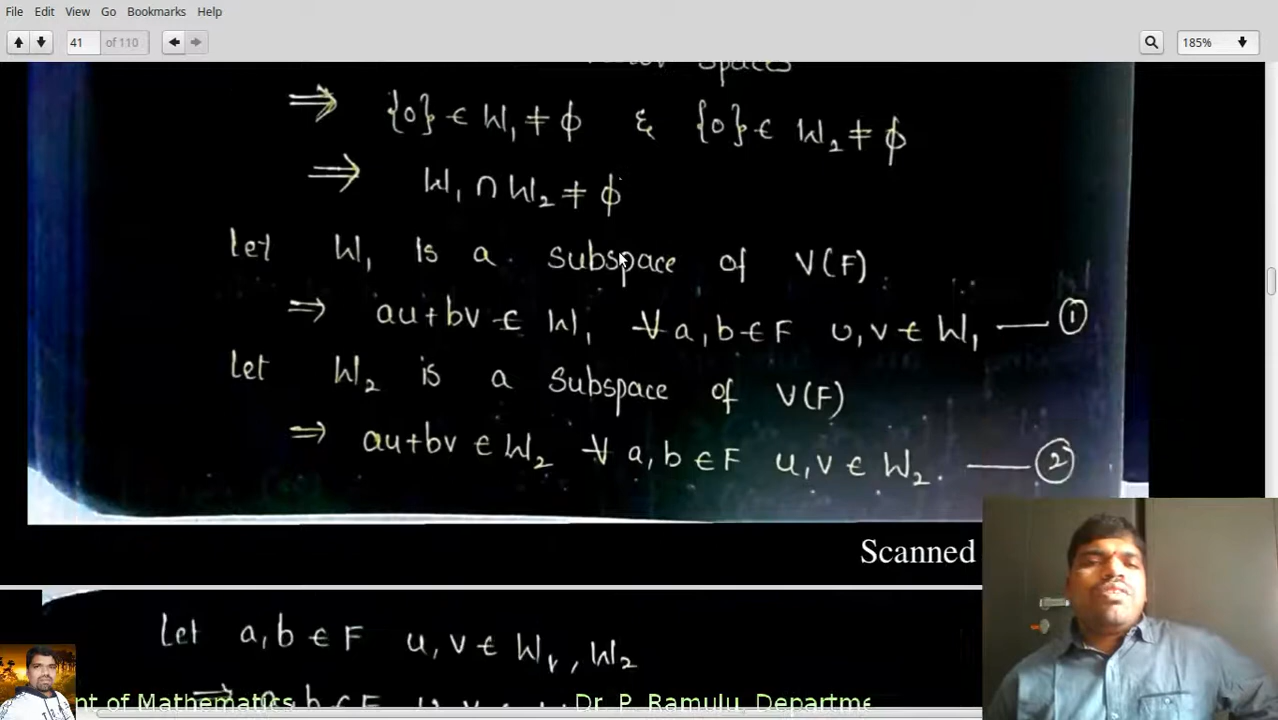 File Edit View Go Bookmarks Help
41 of 110 185%
Vector Spaces
⇒ {0} ∈ W₁ ≠ ϕ & {0} ∈ W₂ ≠ ϕ
⇒ W₁ ∩ W₂ ≠ ϕ
Let W₁ is a subspace of V(F).
⇒ au+bv ∈ W₁ ∀ a,b ∈ F u,v ∈ W₁ —— ①
Let W₂ is a Subspace of V(F)
⇒ au+bv ∈ W₂ ∀ a,b ∈ F u,v ∈ W₂. —— ②
Scanned
Let a,b ∈ F u,v ∈ W₁, W₂
nt of Mathematics Dr. P. Ramulu, Departme